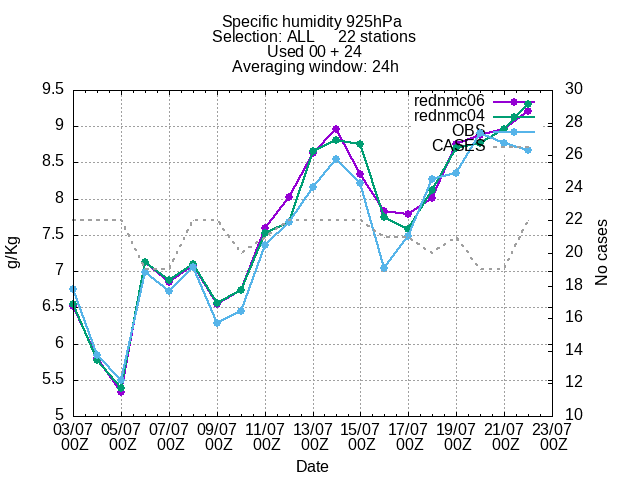 Specific humidity 925hPa
Selection: ALL 22 stations
Used 00 + 24
Averaging window: 24h
rednmc06
rednmc04
OBS
CASES
g/Kg
9.5
9
8.5
8
7.5
7
6.5
6
5.5
5
30
28
26
24
22
20
18
16
14
12
10
No cases
03/07 05/07 07/07 09/07 11/07 13/07 15/07 17/07 19/07 21/07 23/07
00Z 00Z 00Z 00Z 00Z 00Z 00Z 00Z 00Z 00Z 00Z
Date